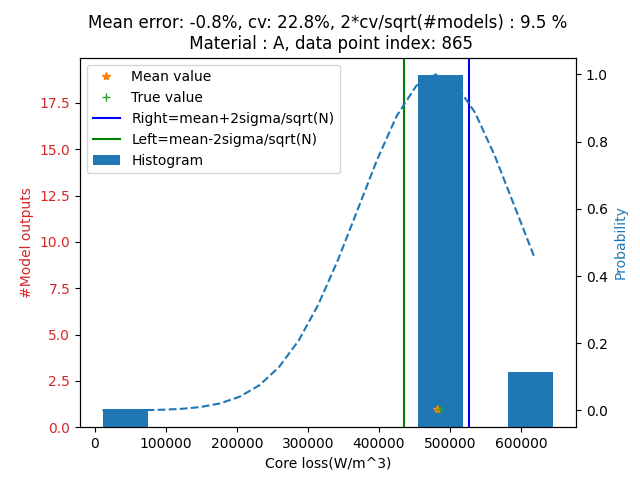 Mean error: -0.8%, cv: 22.8%, 2*cv/sqrt(#models) : 9.5 %
Material : A, data point index: 865
Mean value
True value
Right=mean+2sigma/sqrt(N)
Left=mean-2sigma/sqrt(N)
Histogram
#Model outputs
17.5
15.0
12.5
10.0
7.5
5.0
2.5
0.0
1.0
0.8
0.6
0.4
0.2
0.0
Probability
0 100000 200000 300000 400000 500000 600000
Core loss(W/m^3)